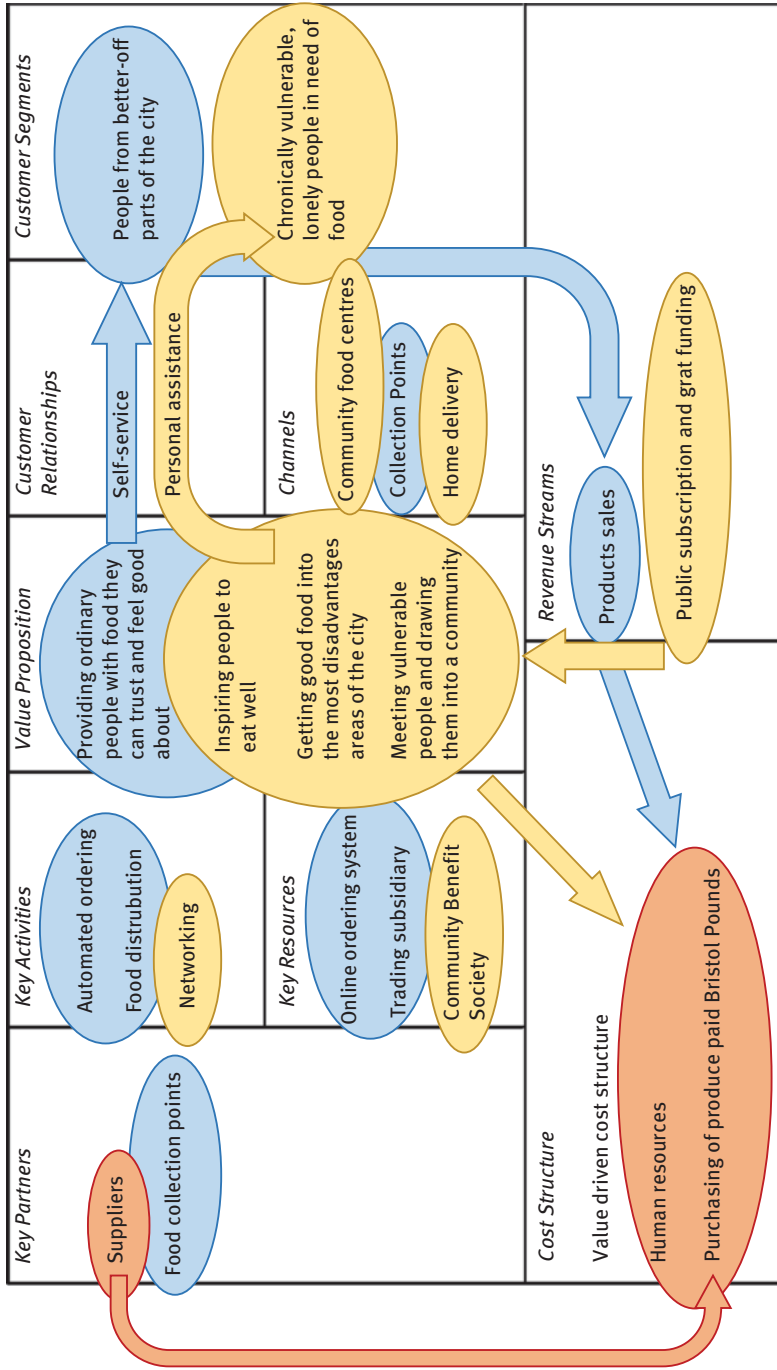 Key Partners
Suppliers
Food collection points
Key Activities
Automated ordering
Food distrubution
Networking
Key Resources
Online ordering system
Trading subsidiary
Community Benefit
Society
Value Proposition
Providing ordinary
people with food they
can trust and feel good
about
Inspiring people to
eat well
Getting good food into
the most disadvantages
areas of the city
Meeting vulnerable
people and drawing
them into a community
Customer
Relationships
Self-service
Personal assistance
Channels
Community food centres
Collection Points
Home delivery
Customer Segments
People from better-off
parts of the city
Chronically vulnerable,
lonely people in need of
food
Cost Structure
Value driven cost structure
Human resources
Purchasing of produce paid Bristol Pounds
Revenue Streams
Products sales
Public subscription and grat funding